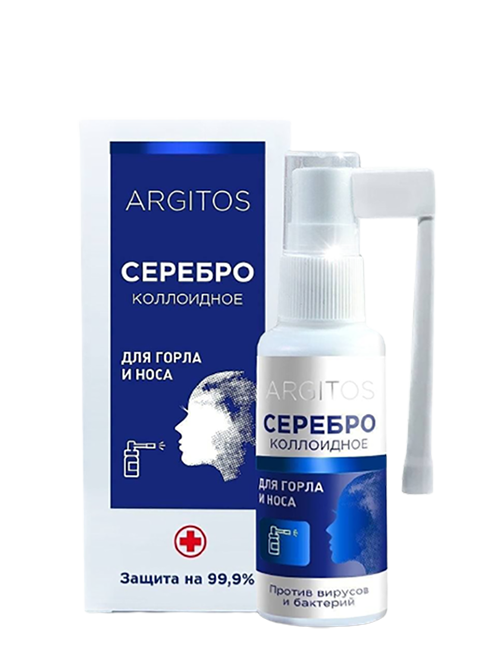 ARGITOS
СЕРЕБРО
КОЛЛОИДНОЕ
ДЛЯ ГОРЛА
И НОСА
Защита на 99,9%
ARGITOS
СЕРЕБРО
КОЛЛОИДНОЕ
ДЛЯ ГОРЛА
И НОСА
Против вирусов
и бактерий